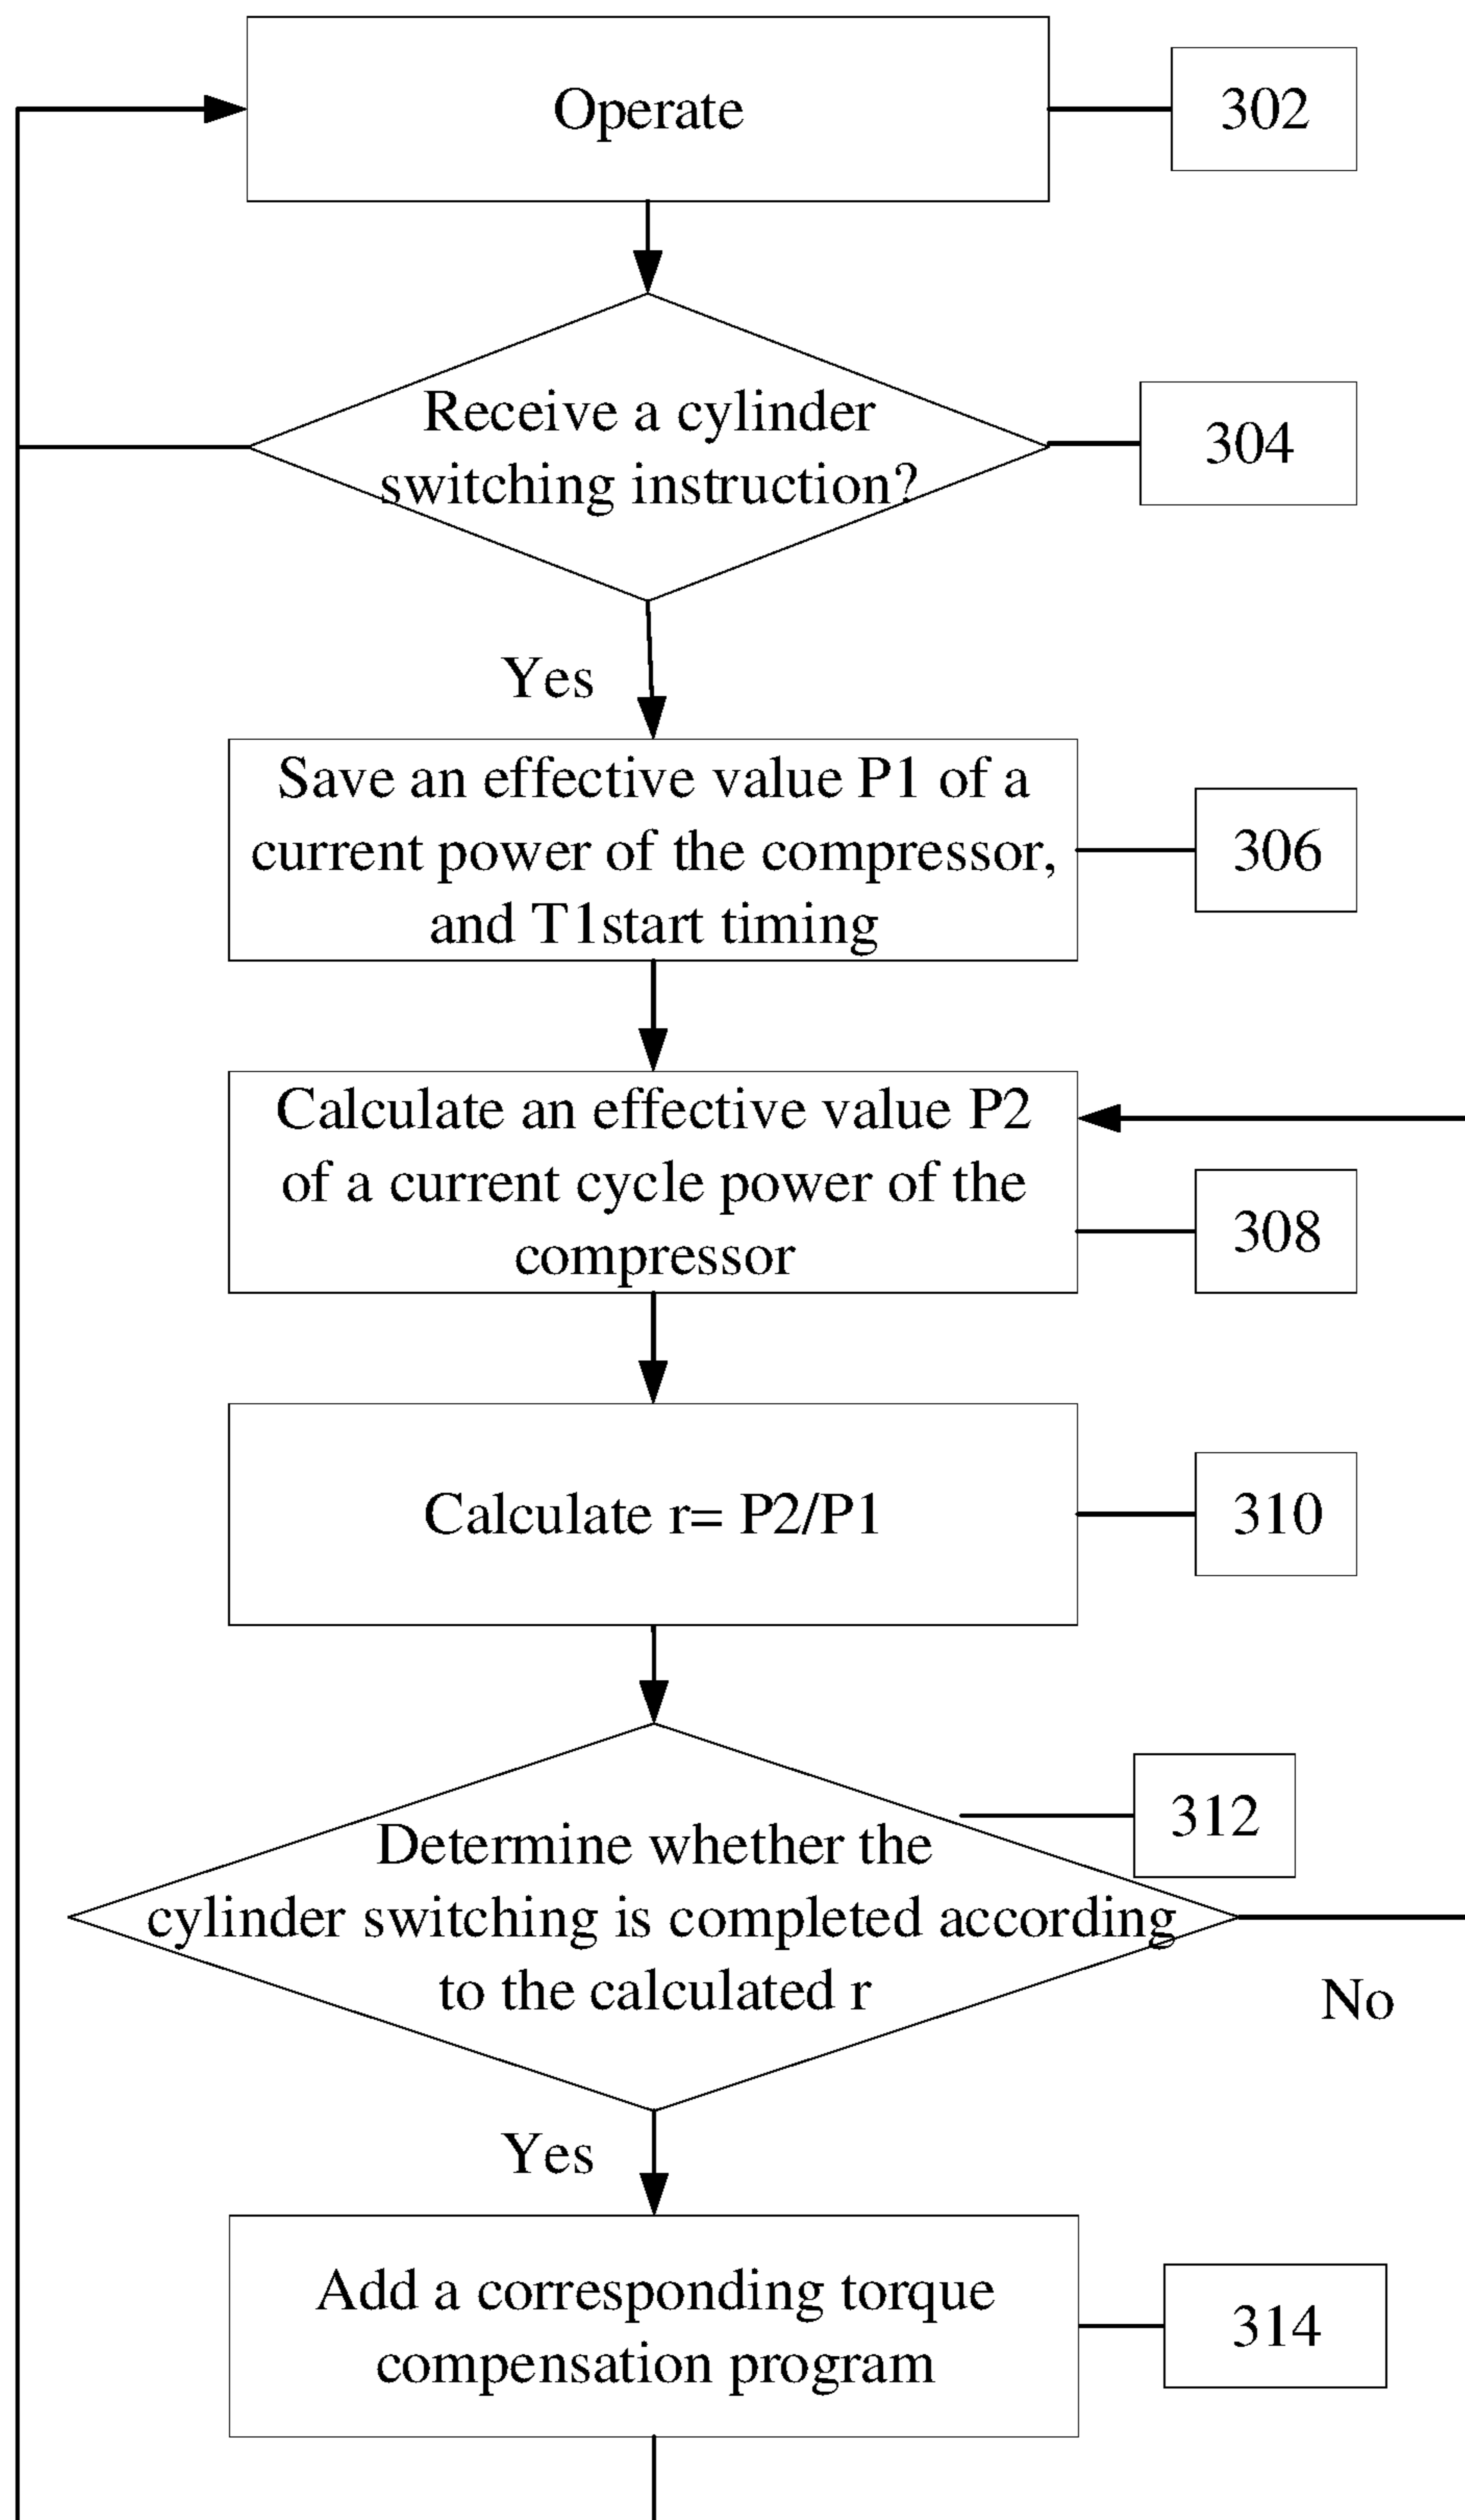 Operate
302
Receive a cylinder
switching instruction?
304
Yes
Save an effective value P1 of a
current power of the compressor,
and T1start timing
306
Calculate an effective value P2
of a current cycle power of the
compressor
308
Calculate r= P2/P1
310
312
Determine whether the
cylinder switching is completed according
to the calculated r
No
Yes
Add a corresponding torque
compensation program
314